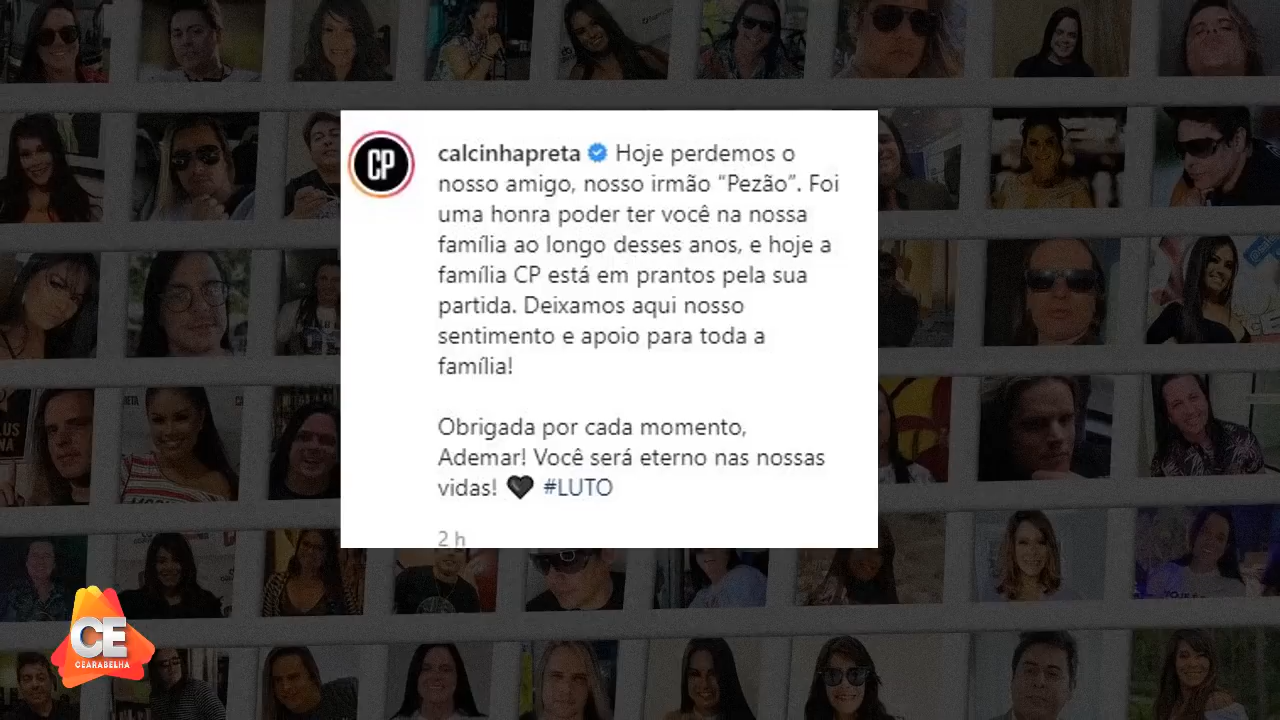 CP
calcinhapreta Hoje perdemos o
nosso amigo, nosso irmão “Pezão”. Foi
uma honra poder ter você na nossa
família ao longo desses anos, e hoje a
família CP está em prantos pela sua
partida. Deixamos aqui nosso
sentimento e apoio para toda a
família!
Obrigada por cada momento,
Ademar! Você será eterno nas nossas
vidas! 🖤 #LUTO
2 h
CE
CEARABELHA